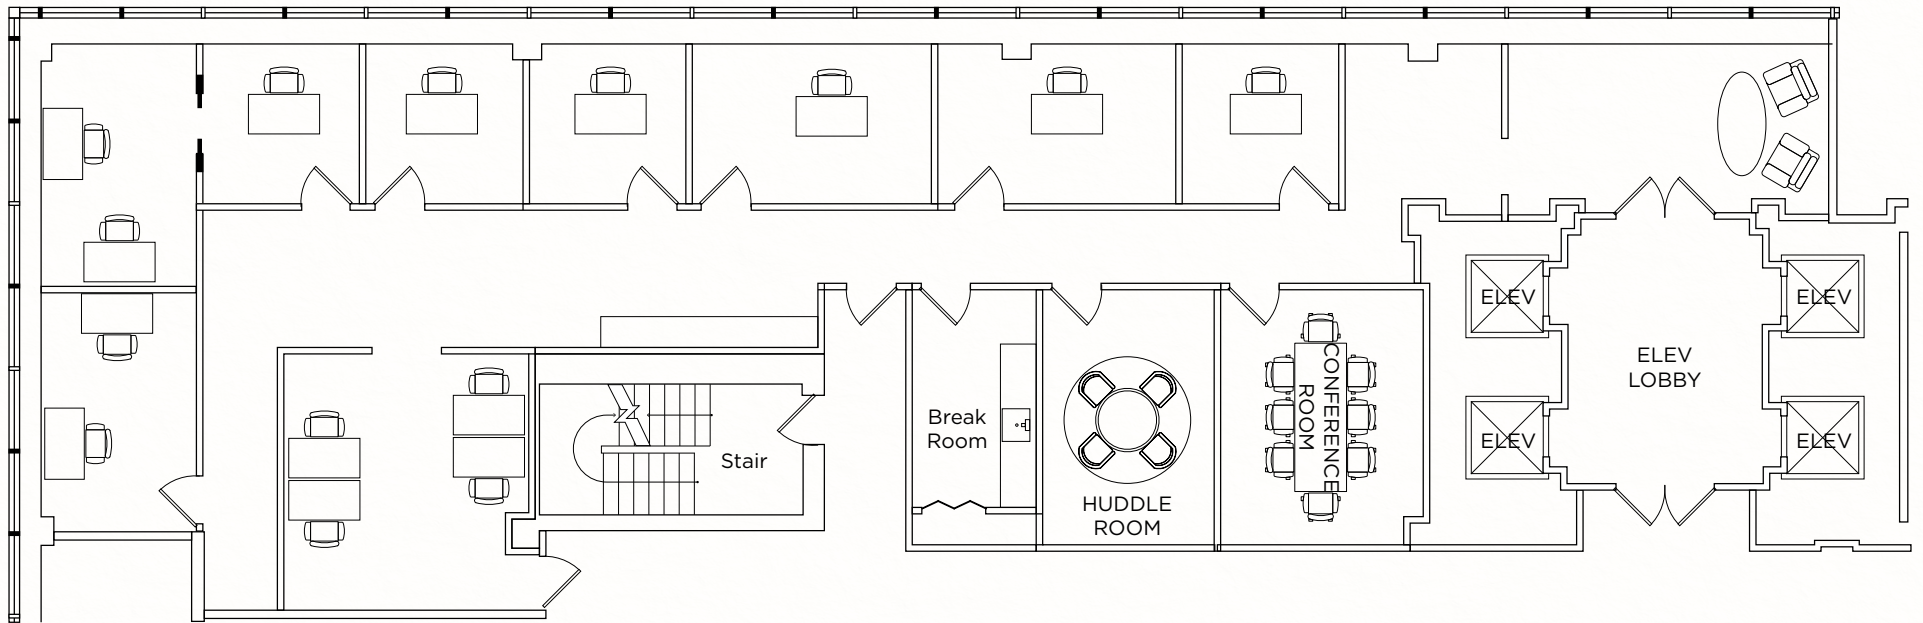 ELEV
ELEV
ELEV
LOBBY
CONFERENCE
ROOM
Break
Room
Stair
ELEV
ELEV
HUDDLE
ROOM